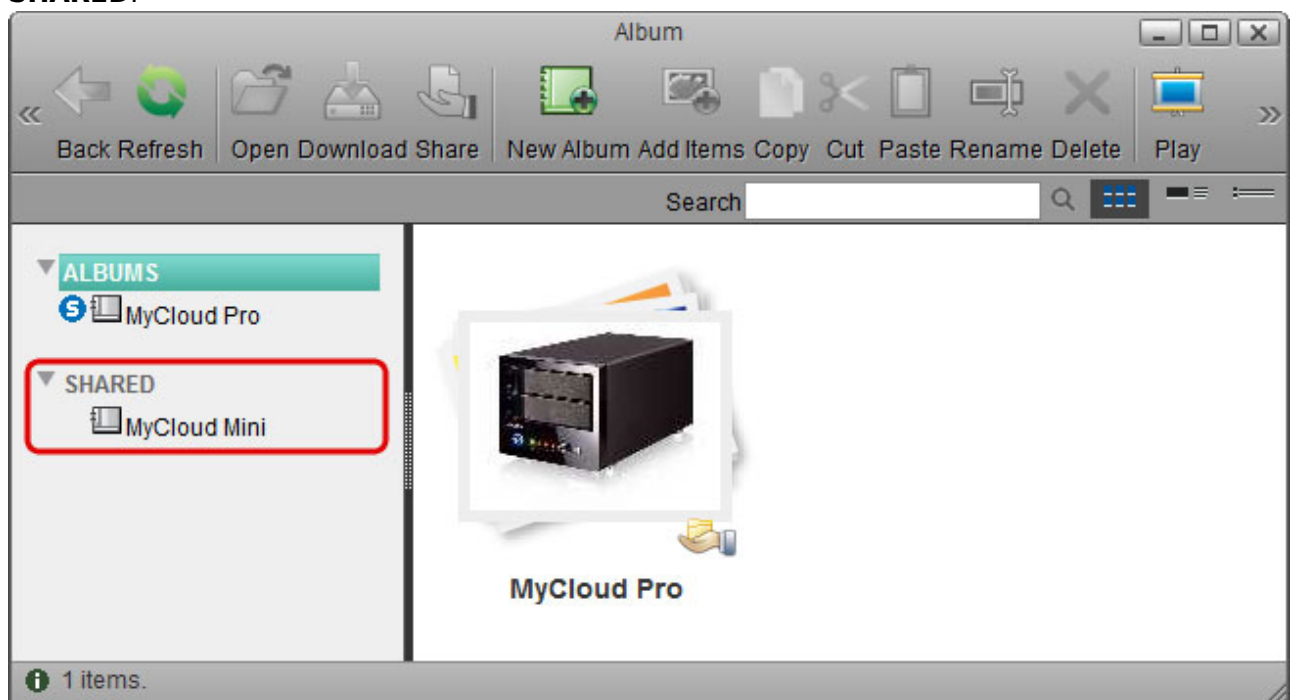 SHARED.
Album
Back Refresh Open Download Share New Album Add Items Copy Cut Paste Rename Delete Play
Search
ALBUMS
MyCloud Pro
SHARED
MyCloud Mini
MyCloud Pro
1 items.